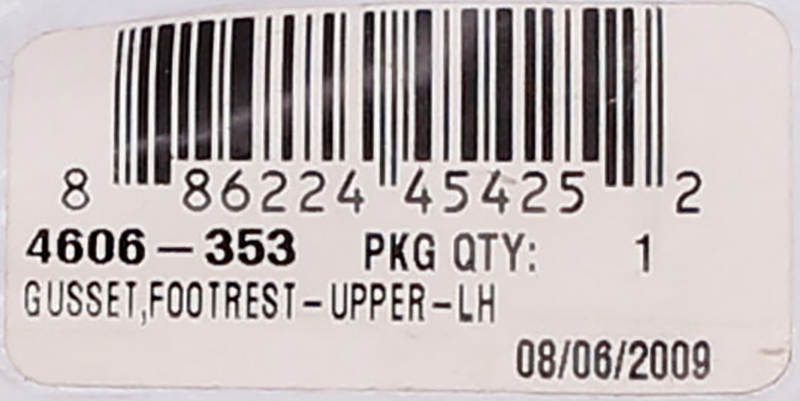 8 86224 45425 2
4606-353 PKG QTY: 1
GUSSET,FOOTREST-UPPER-LH
08/06/2009